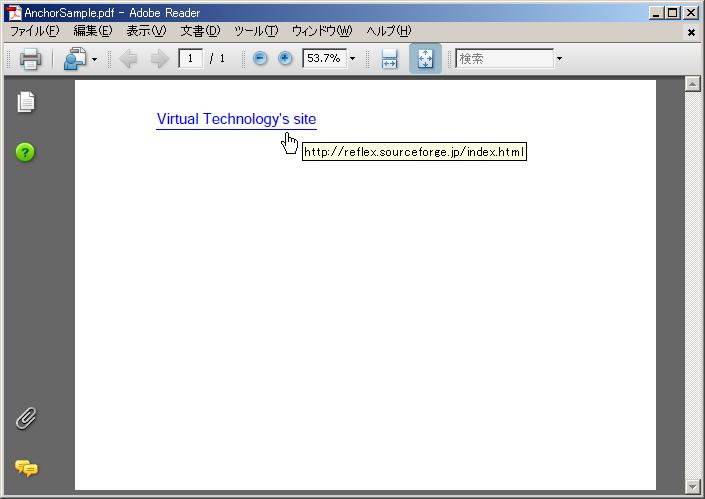 AnchorSample.pdf - Adobe Reader
ファイル(F) 編集(E) 表示(V) 文書(D) ツール(T) ウィンドウ(W) ヘルプ(H)
1 / 1 53.7% 検索
Virtual Technology's site
http://reflex.sourceforge.jp/index.html